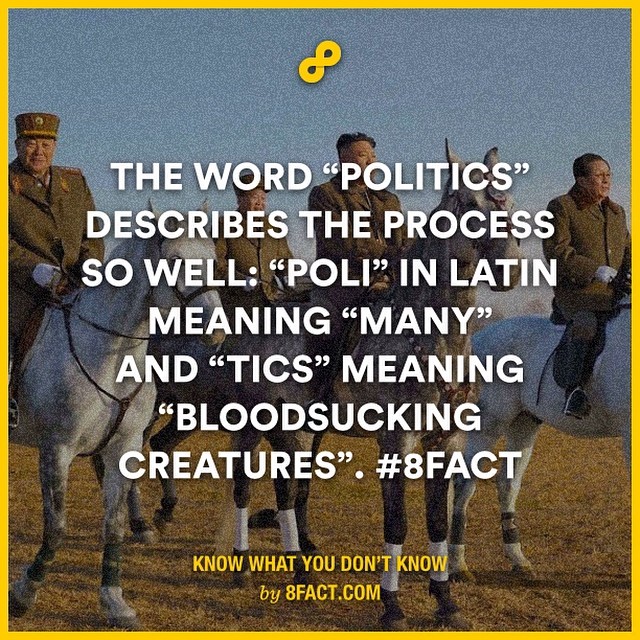 THE WORD “POLITICS”
DESCRIBES THE PROCESS
SO WELL: “POLI” IN LATIN
MEANING “MANY”
AND “TICS” MEANING
“BLOODSUCKING
CREATURES”. #8FACT
KNOW WHAT YOU DON’T KNOW
by 8FACT.COM